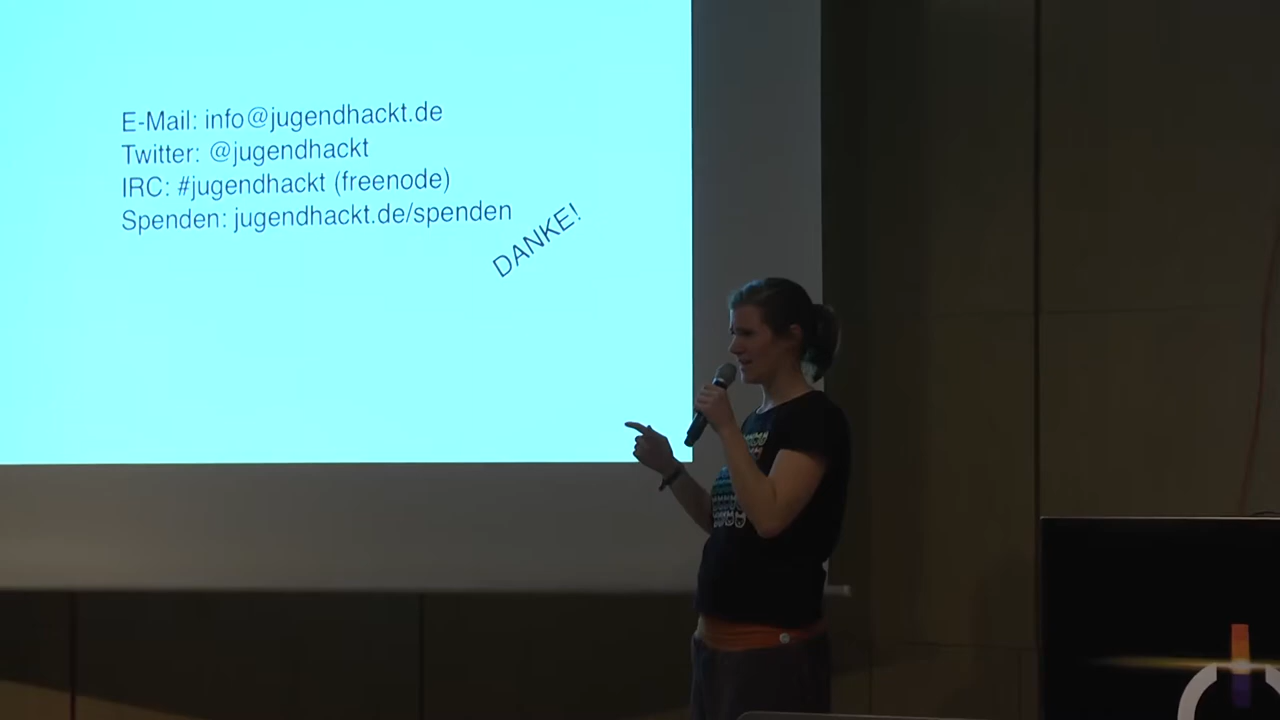 E-Mail: info@jugendhackt.de
Twitter: @jugendhackt
IRC: #jugendhackt (freenode)
Spenden: jugendhackt.de/spenden
DANKE!